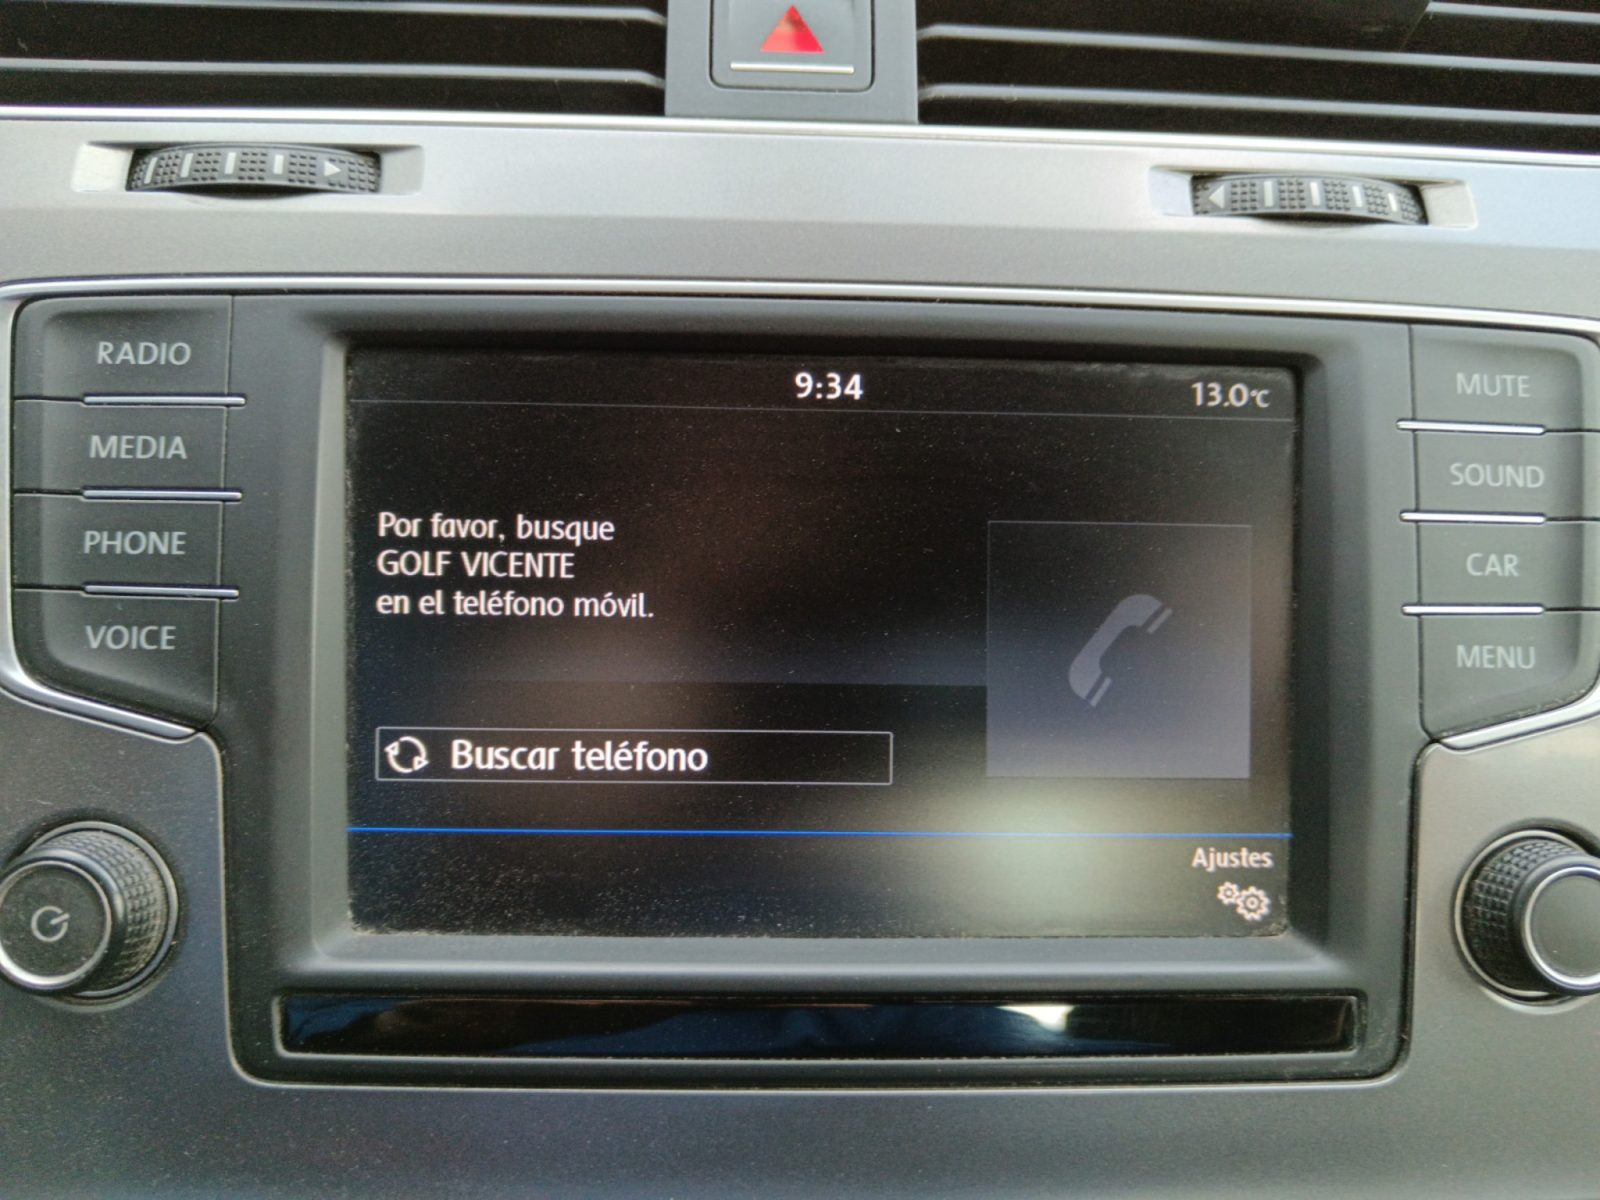 RADIO
MEDIA
PHONE
VOICE
9:34
13.0°C
Por favor, busque
GOLF VICENTE
en el teléfono móvil.
Buscar teléfono
Ajustes
MUTE
SOUND
CAR
MENU